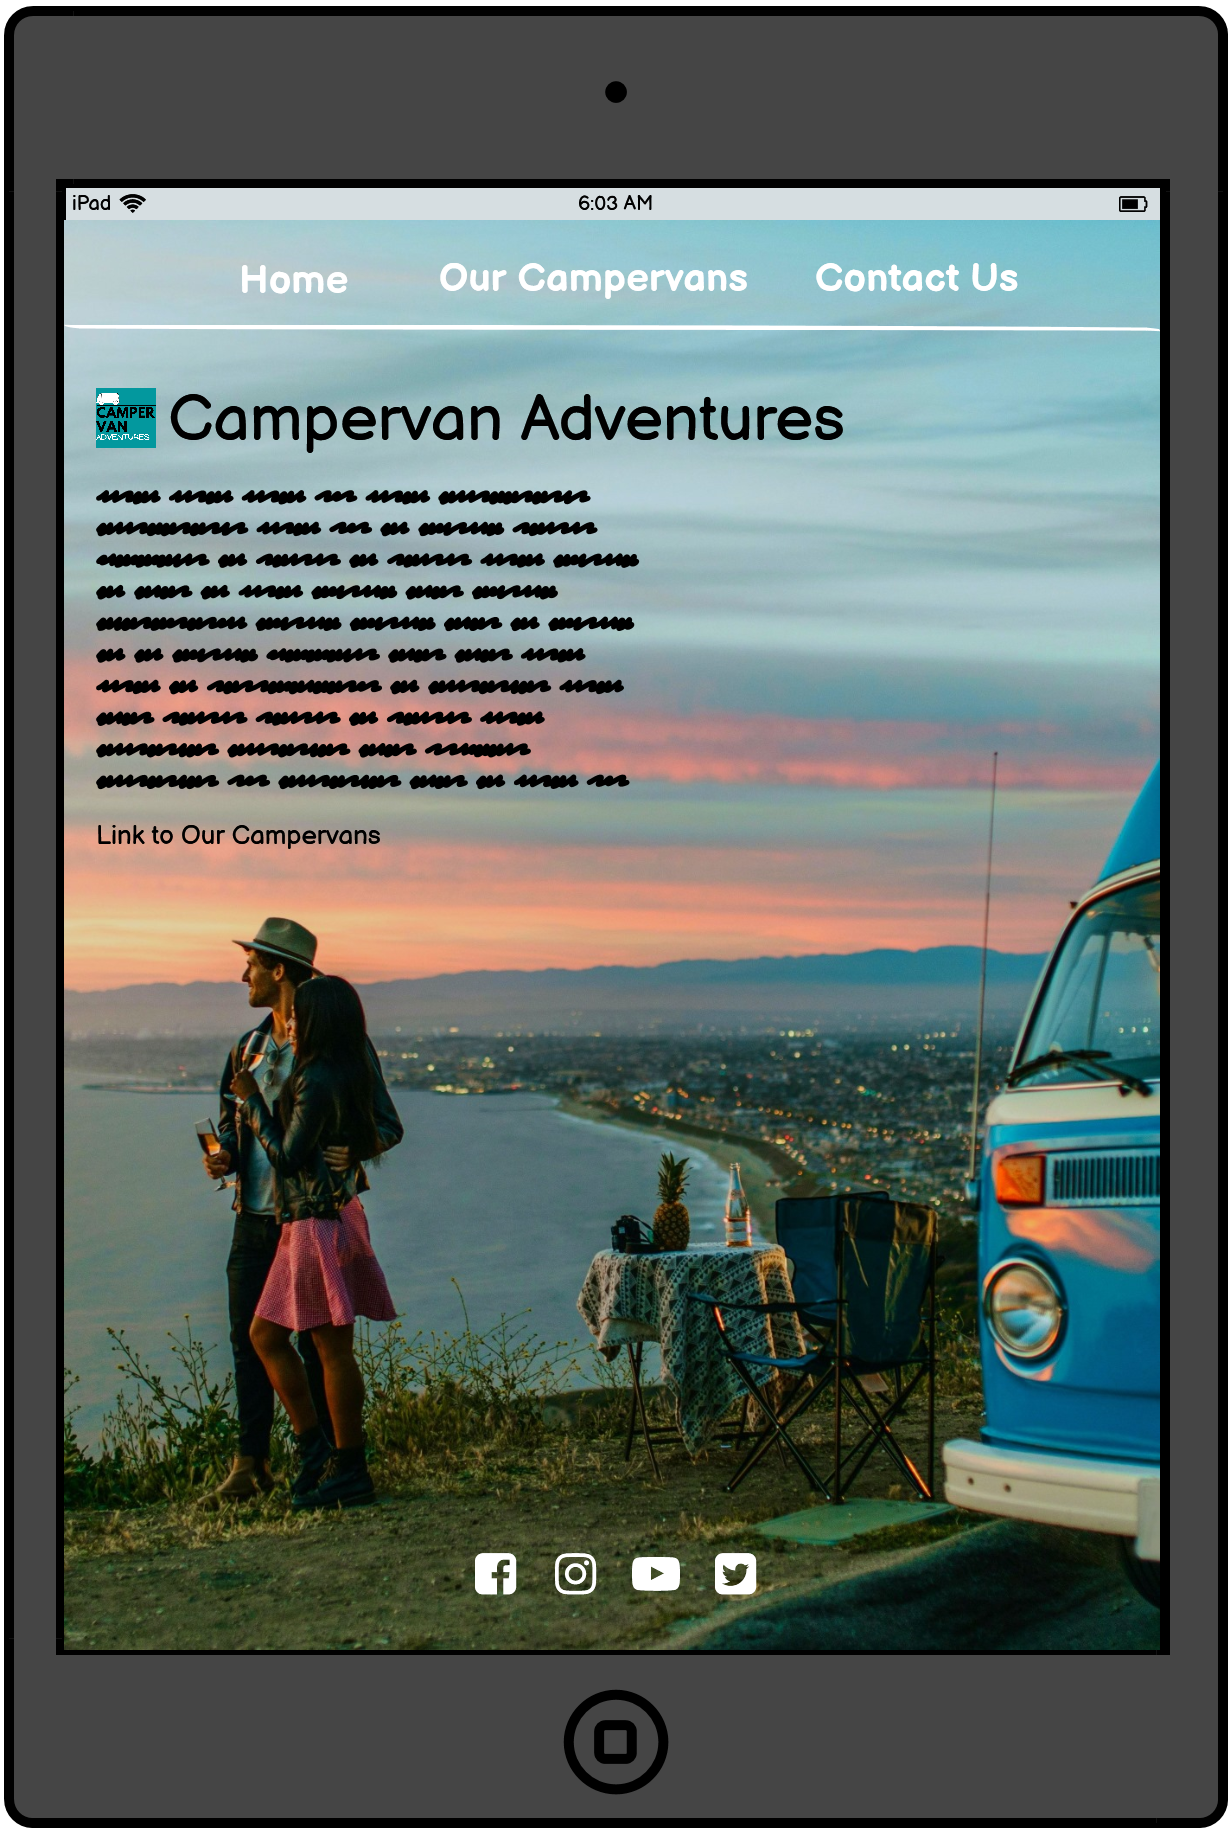 iPad 6:03 AM
Home Our Campervans Contact Us
CAMPER
VAN
ADVENTURES
Campervan Adventures
Link to Our Campervans